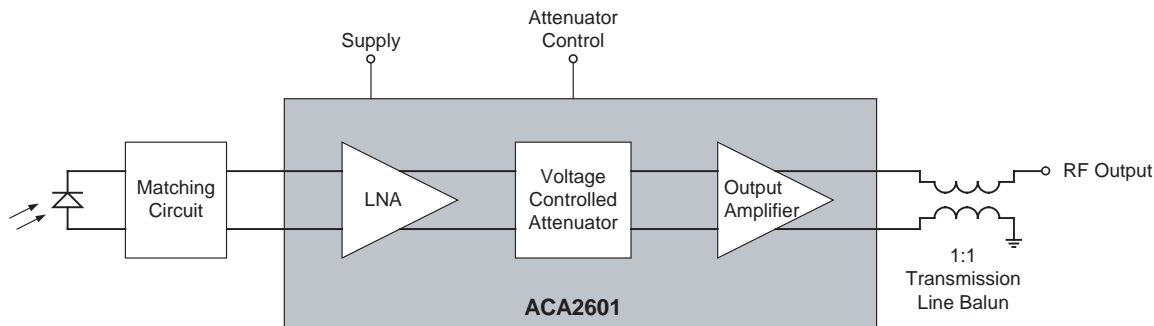 Attenuator
Control
Supply
Matching
Circuit
LNA
Voltage
Controlled
Attenuator
Output
Amplifier
RF Output
1:1
Transmission
Line Balun
ACA2601